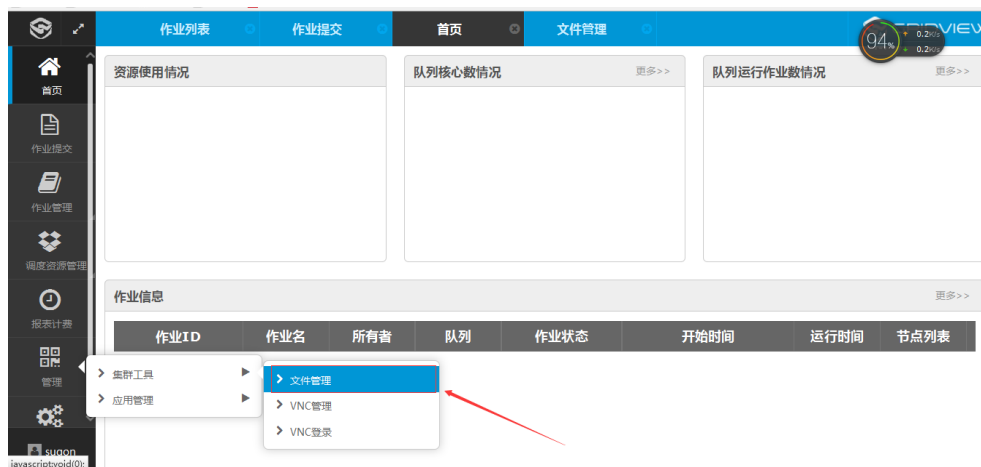 作业列表 作业提交 首页 文件管理
94%
0.2K/s
0.2K/s
首页
作业提交
作业管理
调度资源管理
报表计费
管理
sugon
javascript:void(0);
资源使用情况
队列核心数情况 更多>>
队列运行作业数情况 更多>>
作业信息 更多>>
作业ID 作业名 所有者 队列 作业状态 开始时间 运行时间 节点列表
集群工具
应用管理
文件管理
VNC管理
VNC登录